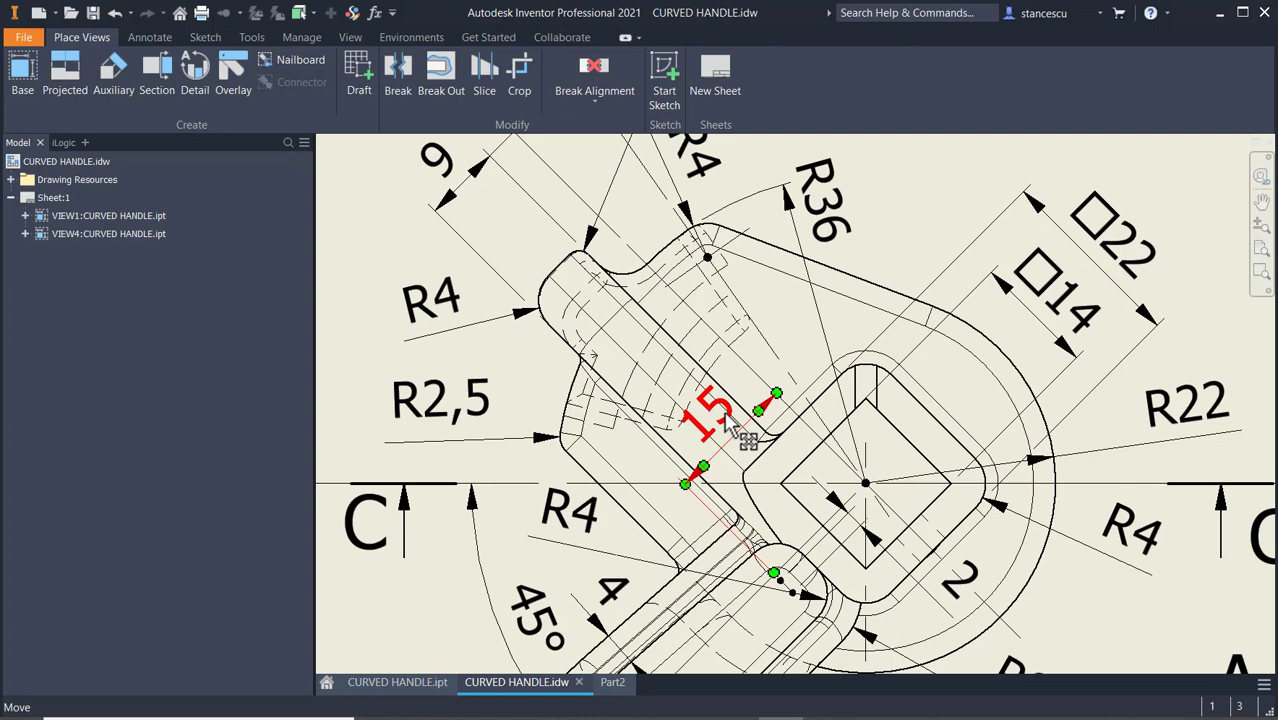 Autodesk Inventor Professional 2021 CURVED HANDLE.idw
Search Help & Commands...
stancescu
File
Place Views
Annotate
Sketch
Tools
Manage
View
Environments
Get Started
Collaborate
Base
Projected
Auxiliary
Section
Detail
Overlay
Nailboard
Connector
Draft
Break
Break Out
Slice
Crop
Break Alignment
Start Sketch
New Sheet
Create
Modify
Sketch
Sheets
Model
iLogic
CURVED HANDLE.idw
Drawing Resources
Sheet:1
VIEW1:CURVED HANDLE.ipt
VIEW4:CURVED HANDLE.ipt
9
R4
R36
□22
□14
R4
R2,5
15
R22
C
R4
R4
4
2
45°
CURVED HANDLE.ipt
CURVED HANDLE.idw
Part2
Move
1
3